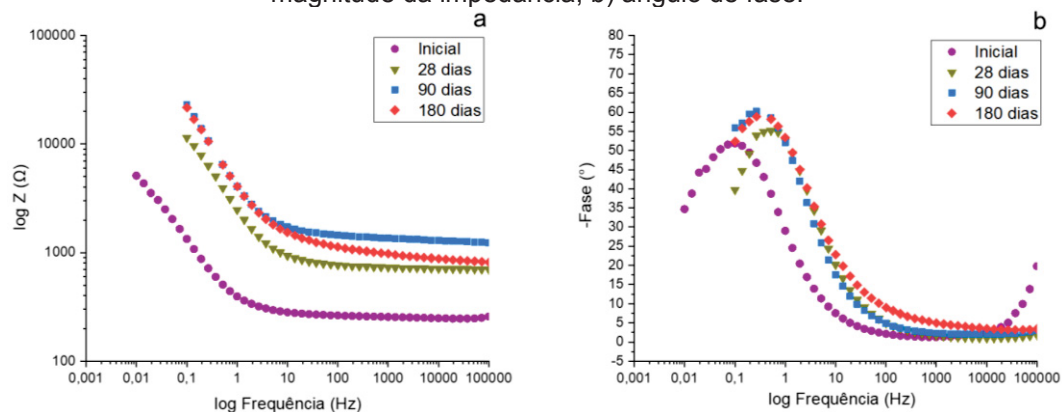 magnitude da impedância, b) ângulo de fase.
a
100000
10000
1000
100
log Z (Ω)
Inicial
28 dias
90 dias
180 dias
0,001 0,01 0,1 1 10 100 1000 10000 100000
log Frequência (Hz)
b
80
75
70
65
60
55
50
45
40
35
30
25
20
15
10
5
0
-5
-Fase (°)
Inicial
28 dias
90 dias
180 dias
0,001 0,01 0,1 1 10 100 1000 10000 100000
log Frequência (Hz)